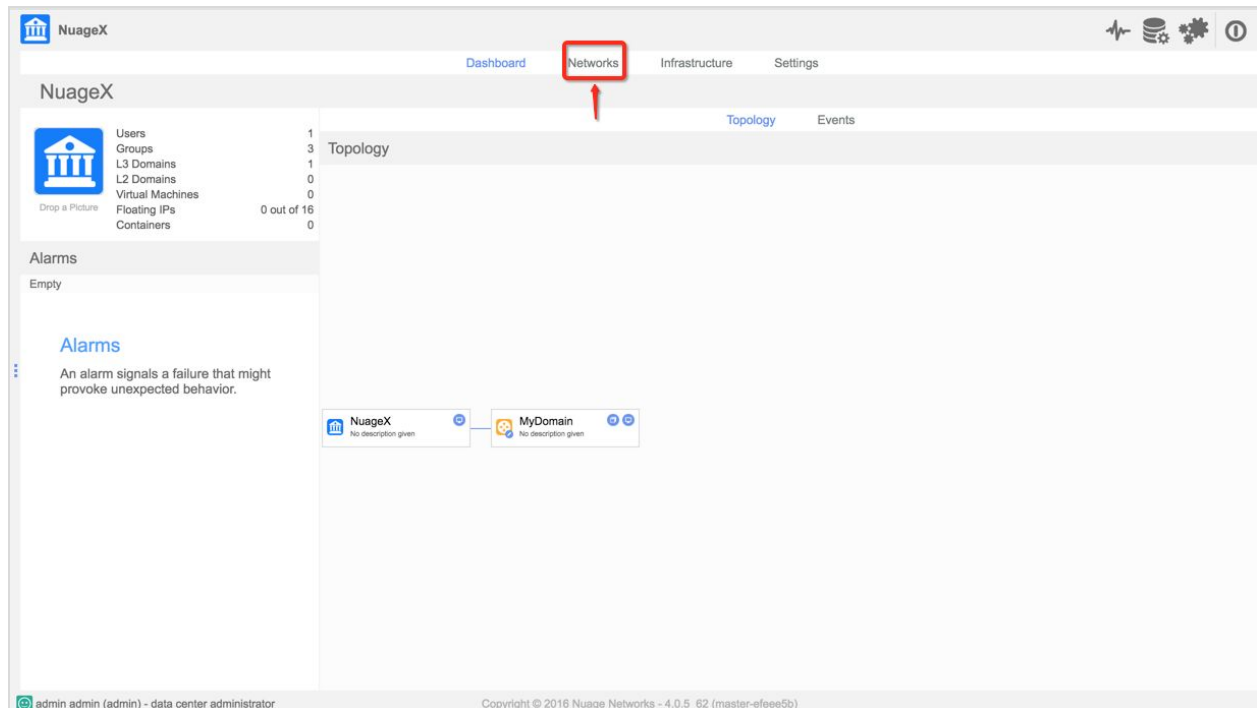 NuageX
Dashboard Networks Infrastructure Settings
NuageX
Topology Events
Users 1
Groups 3
L3 Domains 1
L2 Domains 0
Virtual Machines 0
Floating IPs 0 out of 16
Containers 0
Drop a Picture
Topology
Alarms
Empty
Alarms
An alarm signals a failure that might
provoke unexpected behavior.
NuageX
No description given
MyDomain
No description given
admin admin (admin) - data center administrator
Copyright © 2016 Nuage Networks - 4.0.5_62 (master-efeee5b)